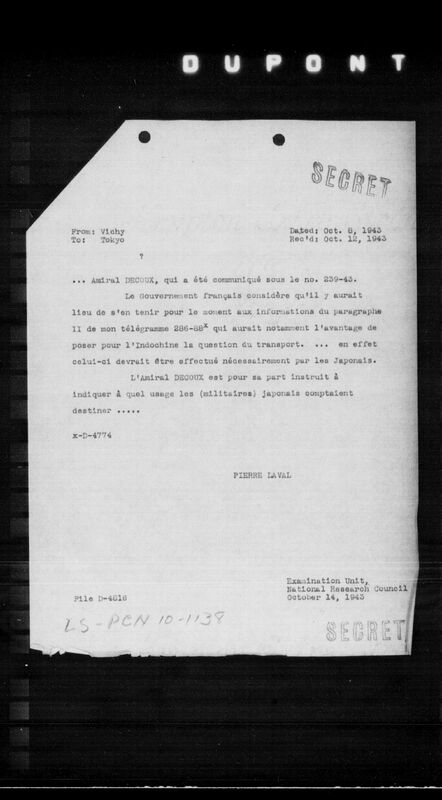 DUPONT
SECRET
From: Vichy Dated: Oct. 8, 1943
To: Tokyo Rec'd: Oct. 12, 1943
?
... Amiral DECOUX, qui a été communiqué sous le no. 239-43.
Le Gouvernement français considère qu'il y aurait
lieu de s'en tenir pour le moment aux informations du paragraphe
II de mon télégramme 286-88x qui aurait notamment l'avantage de
poser pour l'Indochine la question du transport. ... en effet
celui-ci devrait être effectué nécessairement par les Japonais.
L'Amiral DECOUX est pour sa part instruit à
indiquer à quel usage les (militaires) japonais comptaient
destiner .....
x-D-4774
PIERRE LAVAL
Examination Unit,
National Research Council
File D-4816 October 14, 1943
LS-PCN 10-1138
SECRET